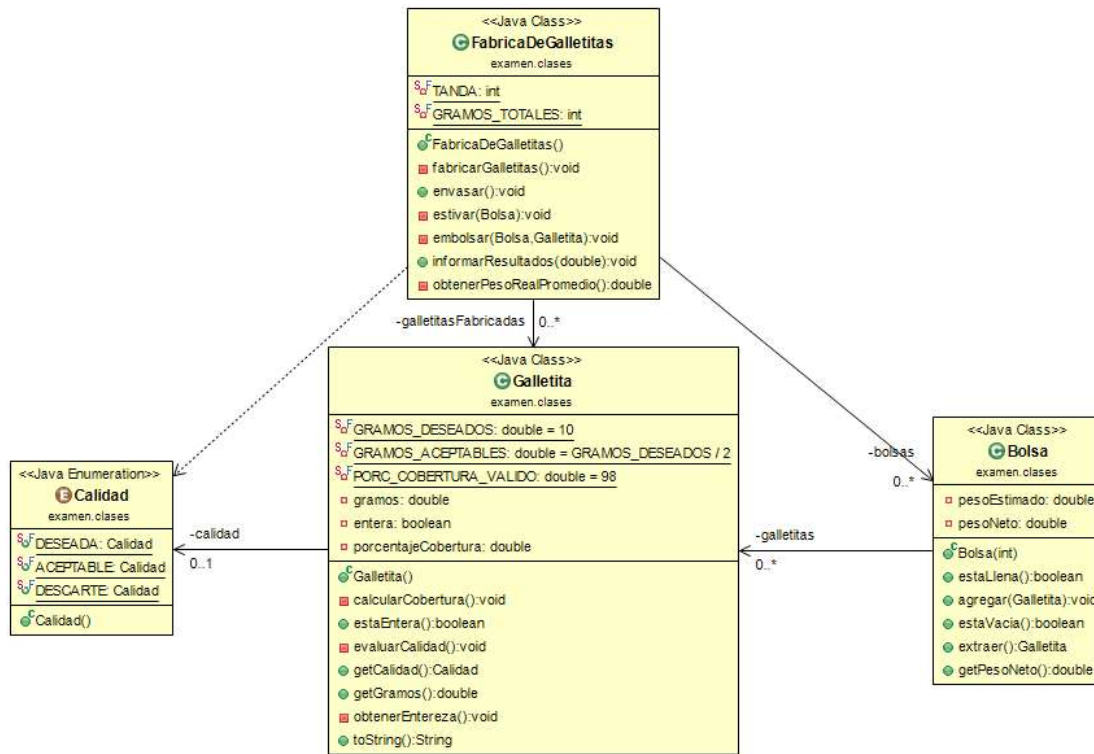 <<Java Class>>
FabricaDeGalletitas
examen.clases
TANDA: int
GRAMOS_TOTALES: int
FabricaDeGalletitas()
fabricarGalletitas():void
envasar():void
estivar(Bolsa):void
embolsar(Bolsa,Galletita):void
informarResultados(double):void
obtenerPesoRealPromedio():double
-galletitasFabricadas
0..*
<<Java Class>>
Galletita
examen.clases
GRAMOS_DESEADOS: double = 10
GRAMOS_ACEPTABLES: double = GRAMOS_DESEADOS / 2
PORC_COBERTURA_VALIDO: double = 98
gramos: double
entera: boolean
porcentajeCobertura: double
Galletita()
calcularCobertura():void
estaEntera():boolean
evaluarCalidad():void
getCalidad():Calidad
getGramos():double
obtenerEntereza():void
toString():String
-calidad
0..1
<<Java Enumeration>>
Calidad
examen.clases
DESEADA: Calidad
ACEPTABLE: Calidad
DESCARTE: Calidad
Calidad()
-bolsas
0..*
-galletitas
0..*
<<Java Class>>
Bolsa
examen.clases
pesoEstimado: double
pesoNeto: double
Bolsa(int)
estaLlena():boolean
agregar(Galletita):void
estaVacia():boolean
extraer():Galletita
getPesoNeto():double